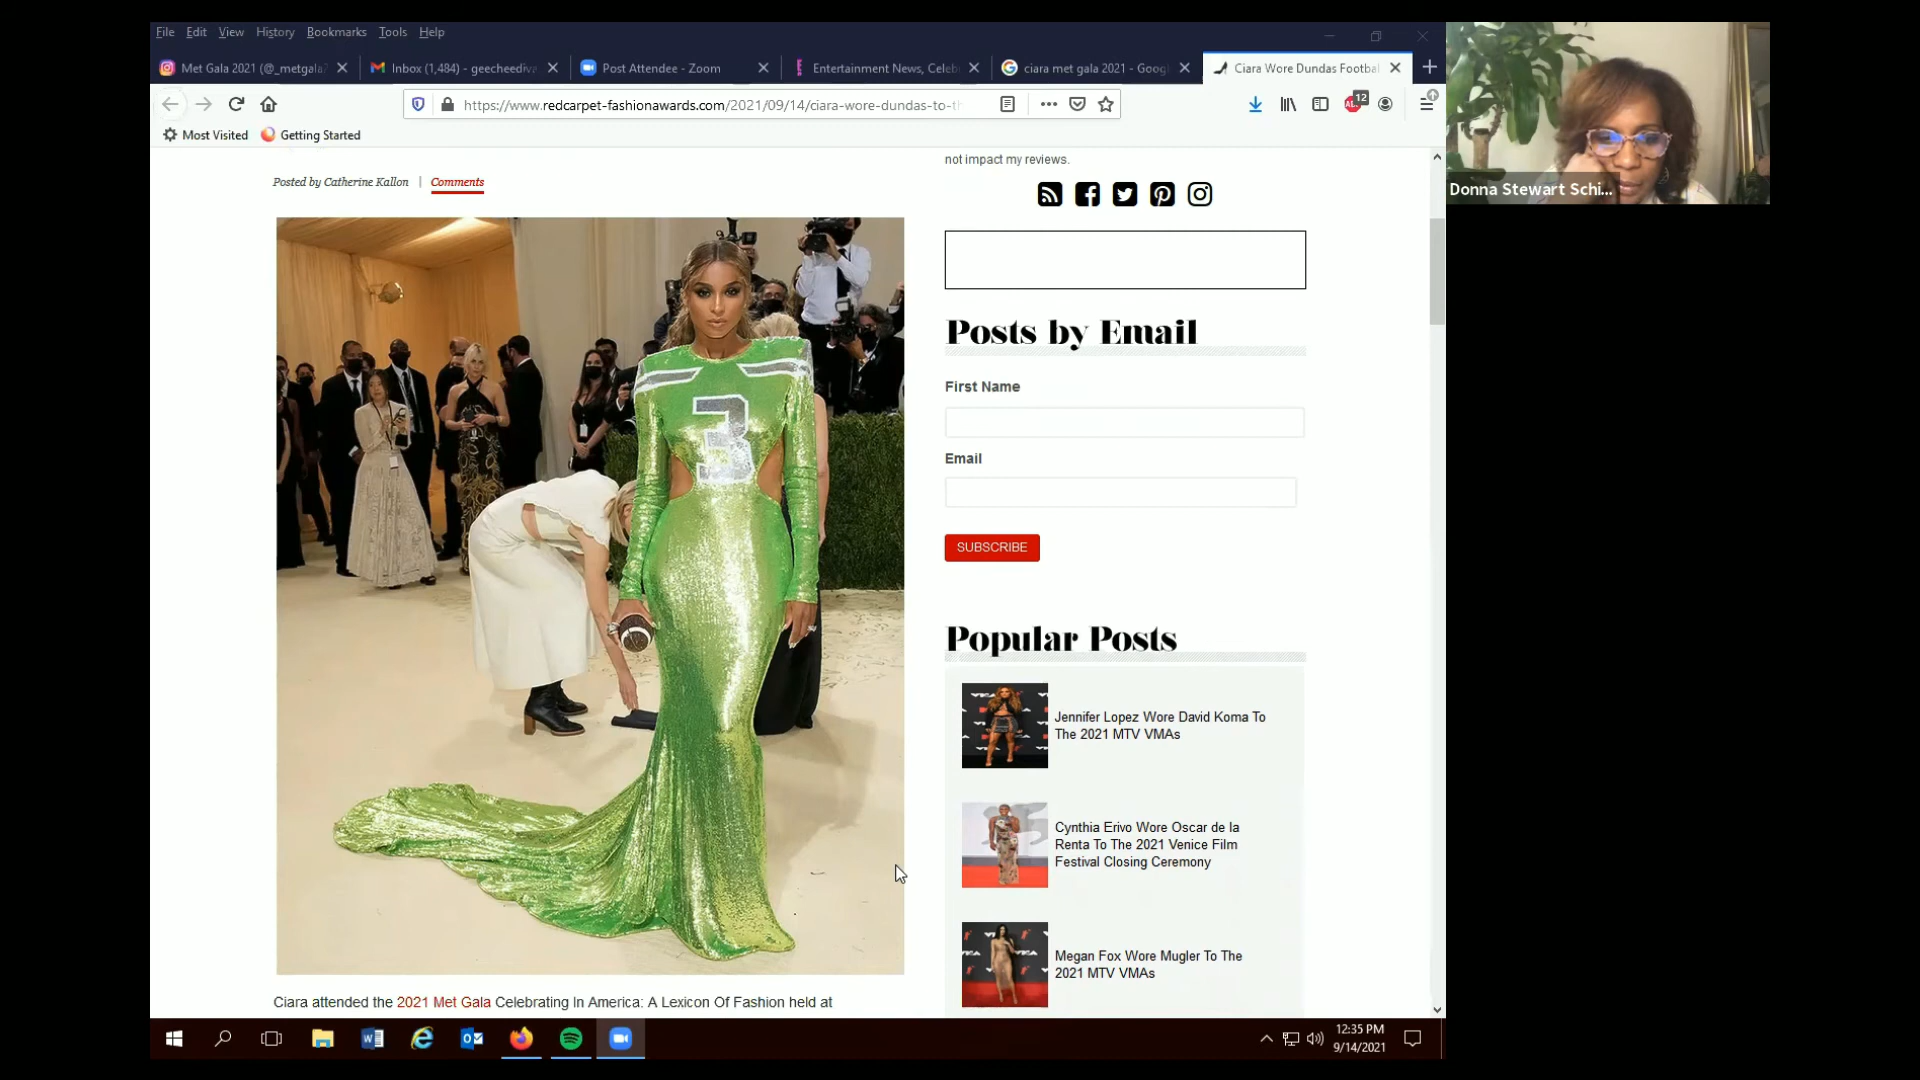 File Edit View History Bookmarks Tools Help
Met Gala 2021 (@_metgala2
Inbox (1,484) - geecheediva
Post Attendee - Zoom
Entertainment News, Celeb
ciara met gala 2021 - Googl
Ciara Wore Dundas Footbal
https://www.redcarpet-fashionawards.com/2021/09/14/ciara-wore-dundas-to-th
12
Most Visited Getting Started
Donna Stewart Schi...
not impact my reviews.
Posted by Catherine Kallon | Comments
3
Posts by Email
First Name
Email
SUBSCRIBE
Popular Posts
Jennifer Lopez Wore David Koma To
The 2021 MTV VMAs
Cynthia Erivo Wore Oscar de la
Renta To The 2021 Venice Film
Festival Closing Ceremony
Megan Fox Wore Mugler To The
2021 MTV VMAs
Ciara attended the 2021 Met Gala Celebrating In America: A Lexicon Of Fashion held at
12:35 PM
9/14/2021